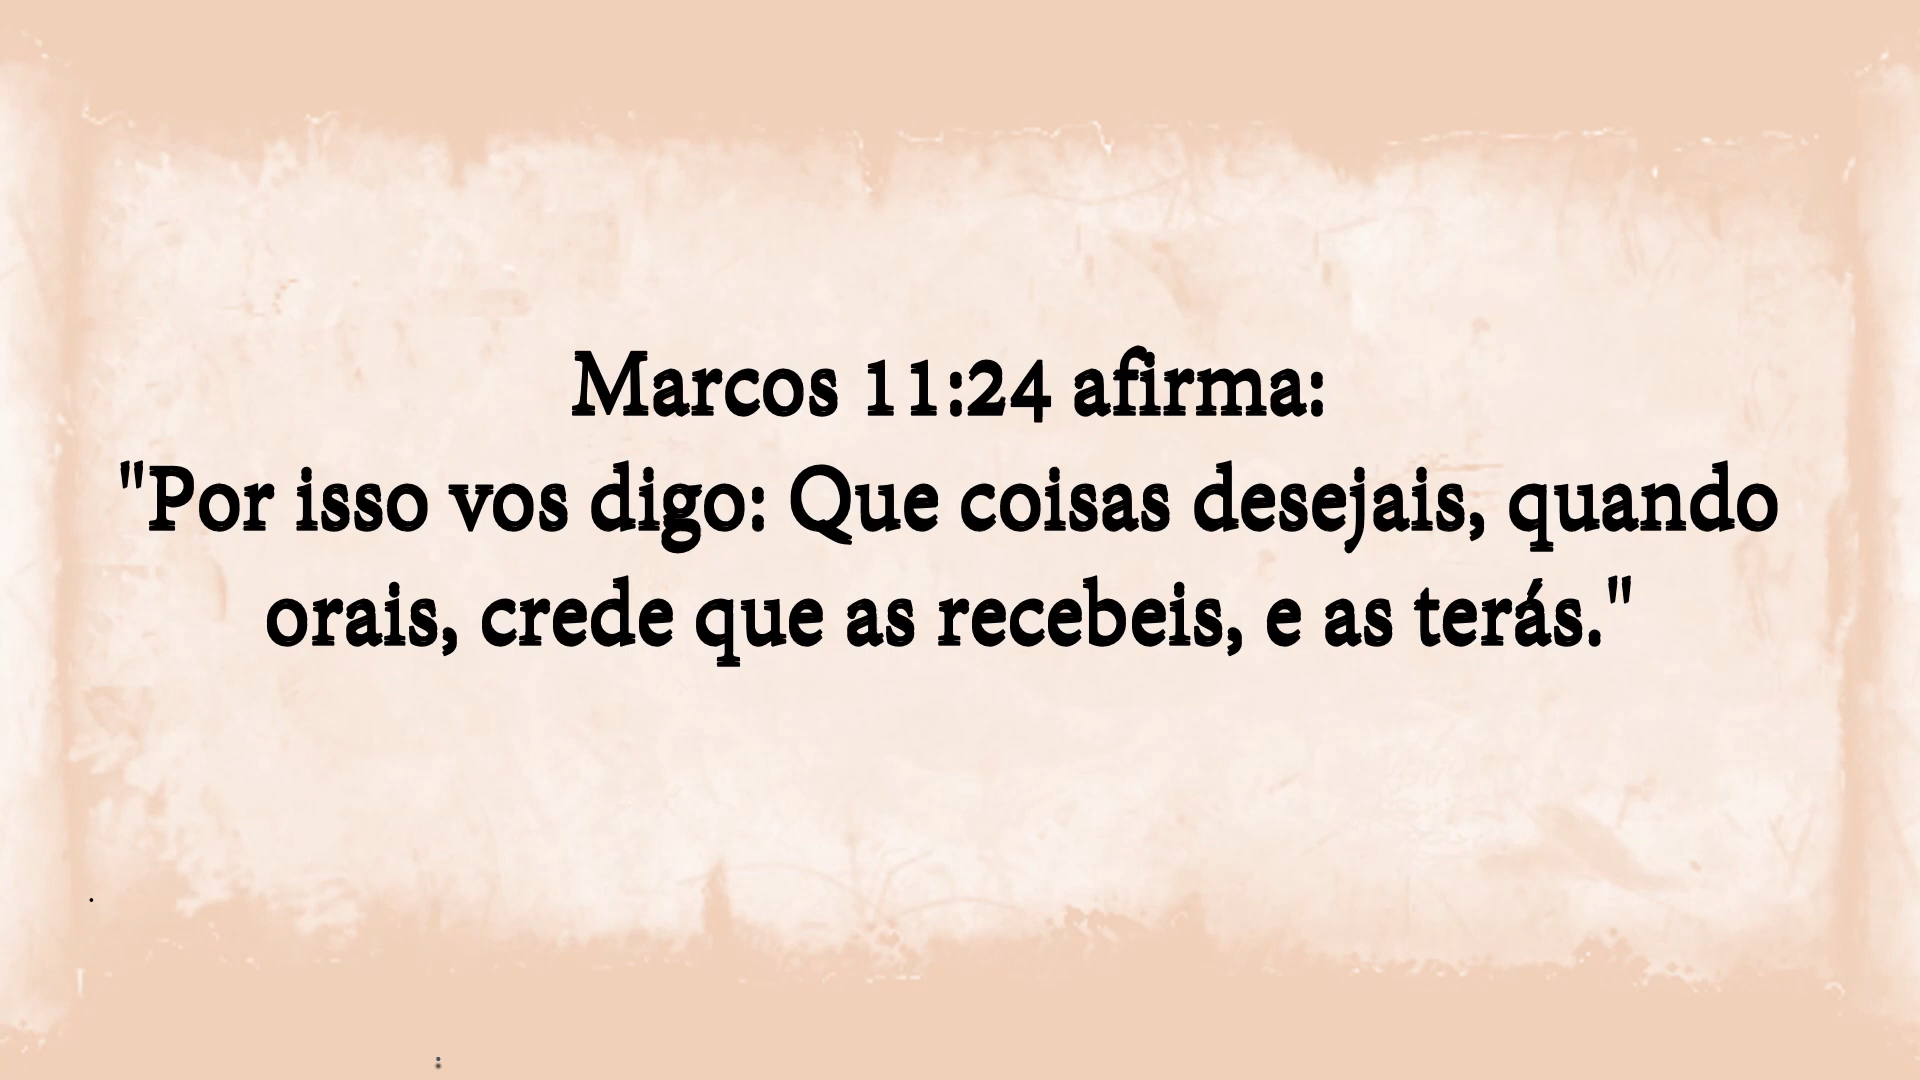 Marcos 11:24 afirma:
"Por isso vos digo: Que coisas desejais, quando
orais, crede que as recebeis, e as terás."
.
: